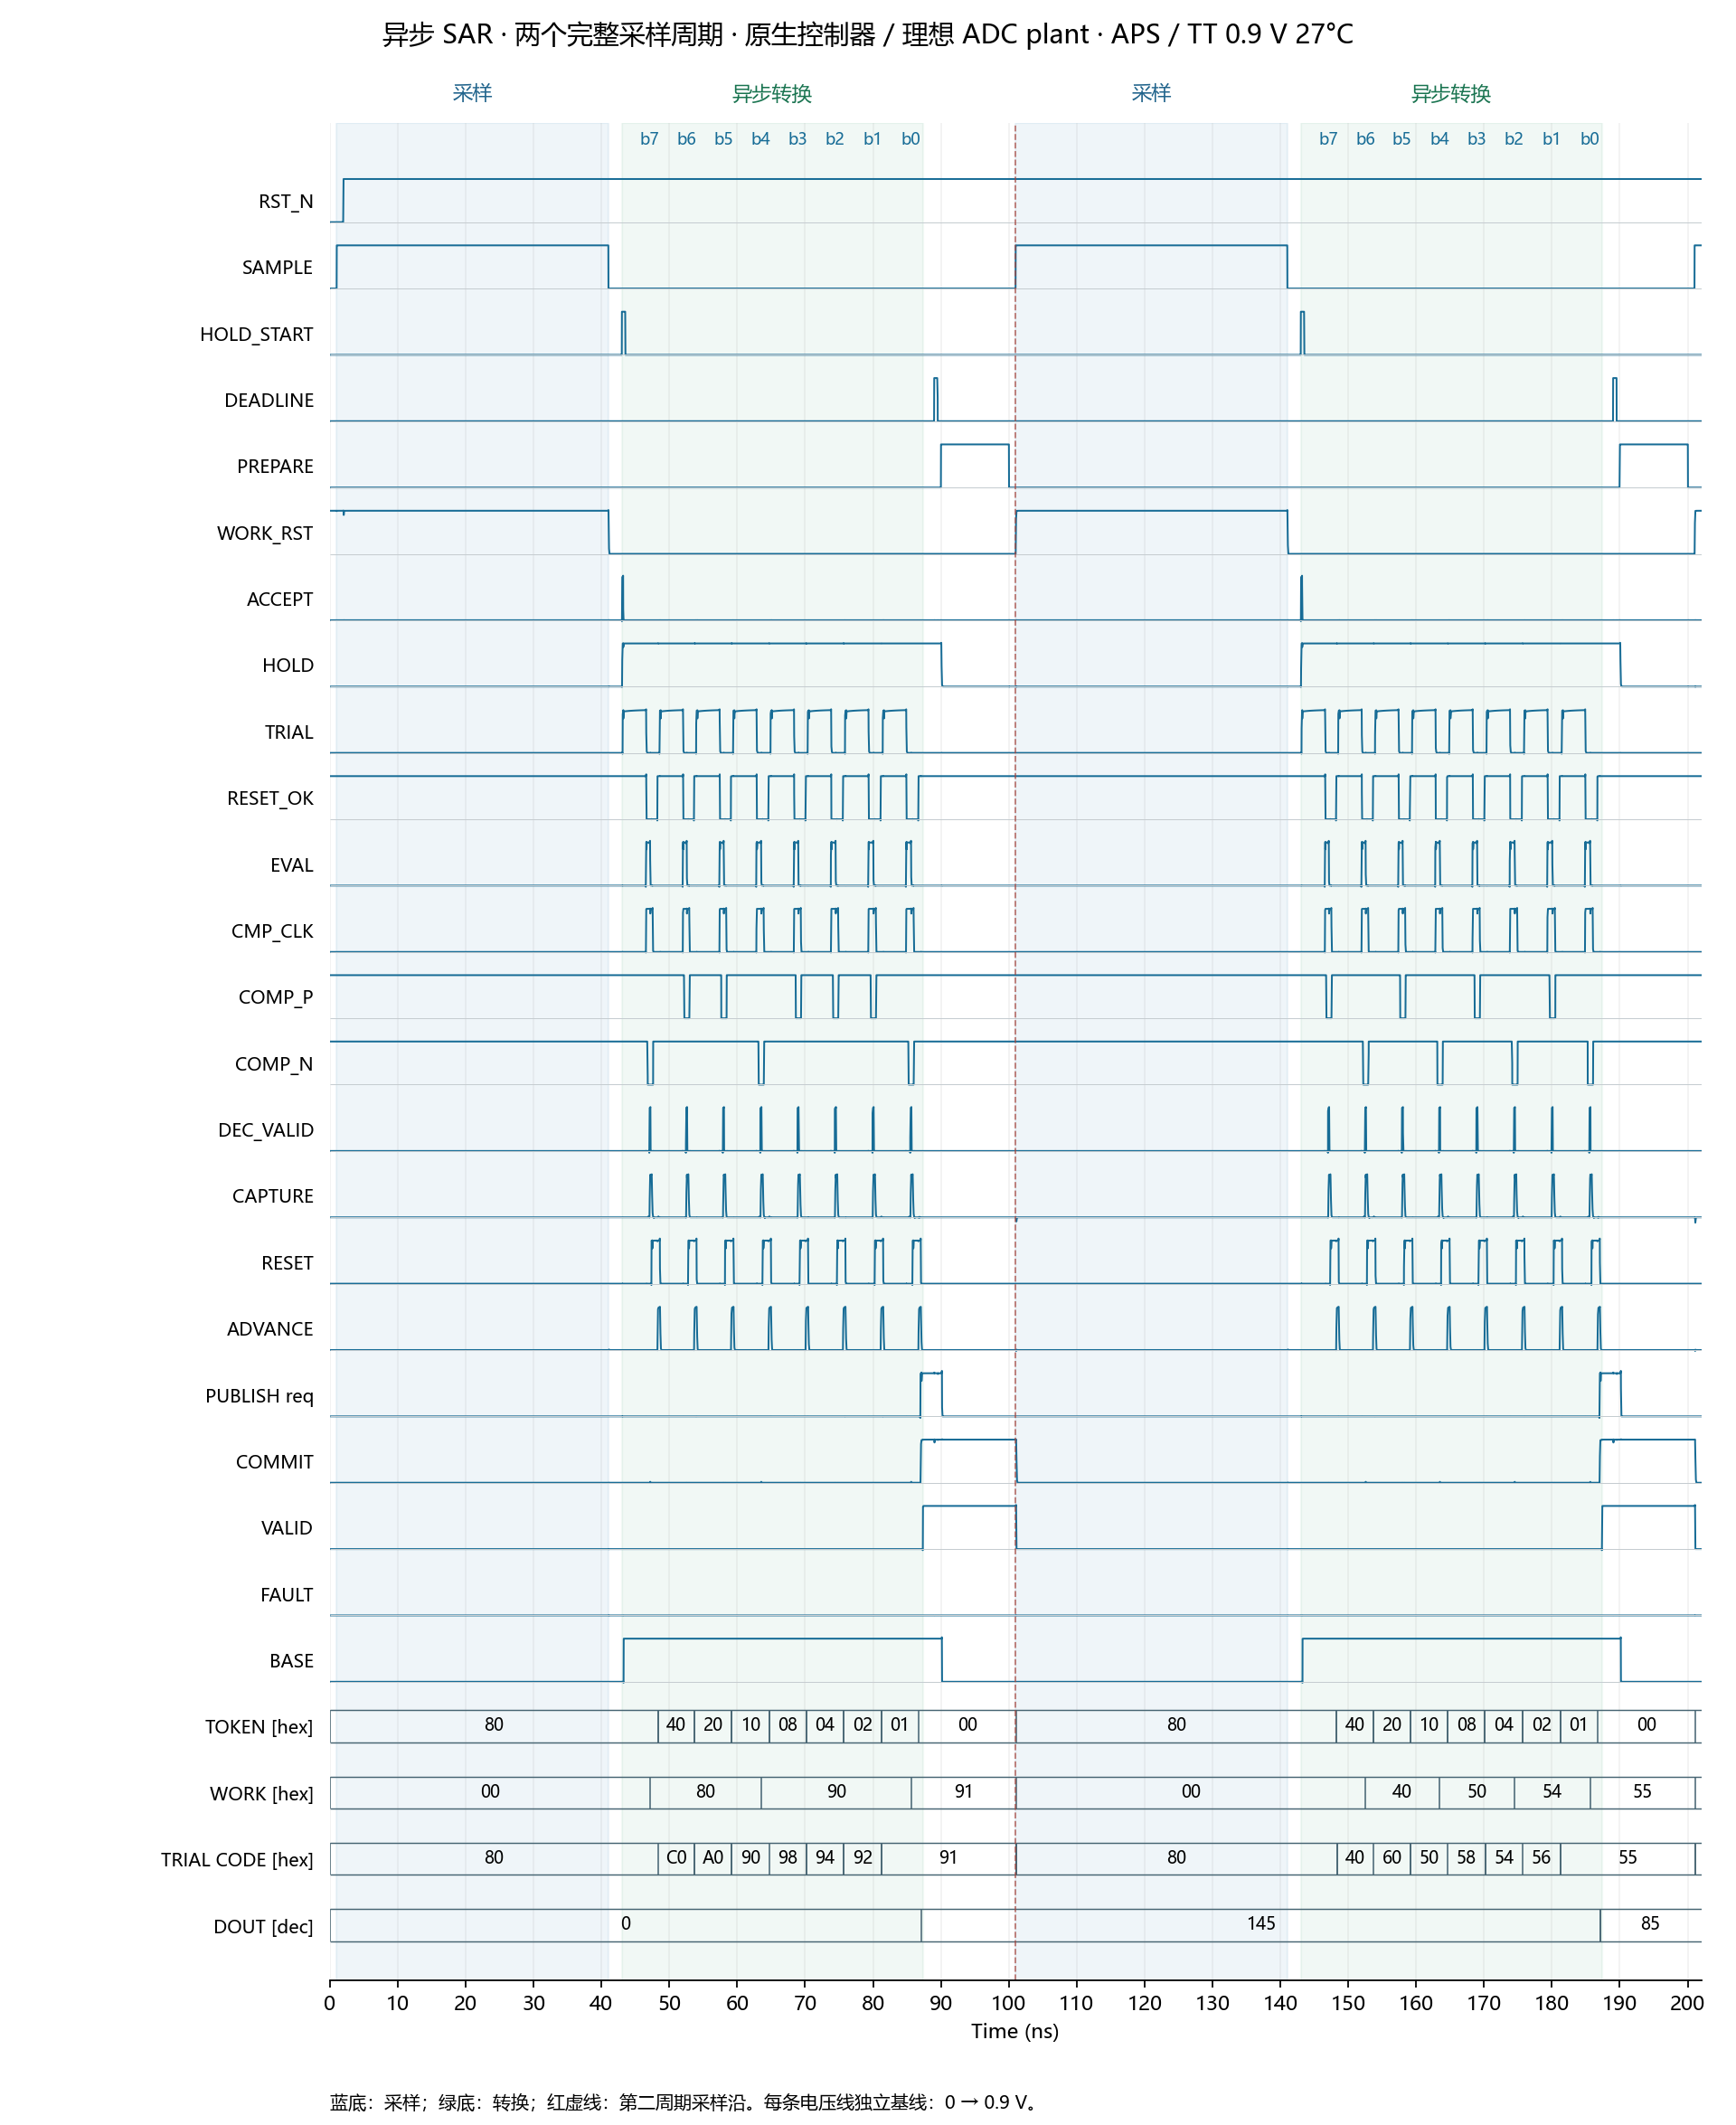 异步 SAR · 两个完整采样周期 · 原生控制器 / 理想 ADC plant · APS / TT 0.9 V 27°C
采样 异步转换 采样 异步转换
b7 b6 b5 b4 b3 b2 b1 b0 b7 b6 b5 b4 b3 b2 b1 b0
RST_N
SAMPLE
HOLD_START
DEADLINE
PREPARE
WORK_RST
ACCEPT
HOLD
TRIAL
RESET_OK
EVAL
CMP_CLK
COMP_P
COMP_N
DEC_VALID
CAPTURE
RESET
ADVANCE
PUBLISH req
COMMIT
VALID
FAULT
BASE
TOKEN [hex] 80 40 20 10 08 04 02 01 00 80 40 20 10 08 04 02 01 00
WORK [hex] 00 80 90 91 00 40 50 54 55
TRIAL CODE [hex] 80 C0 A0 90 98 94 92 91 80 40 60 50 58 54 56 55
DOUT [dec] 0 145 85
0 10 20 30 40 50 60 70 80 90 100 110 120 130 140 150 160 170 180 190 200
Time (ns)
蓝底：采样；绿底：转换；红虚线：第二周期采样沿。每条电压线独立基线：0 → 0.9 V。